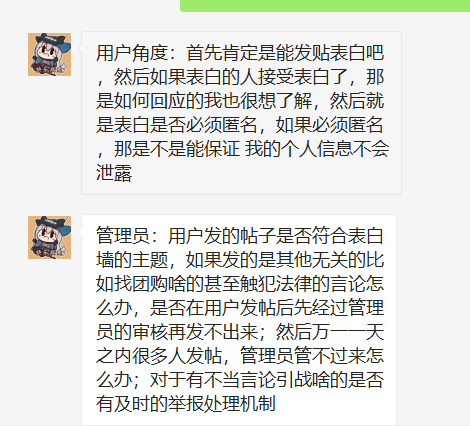 用户角度：首先肯定是能发贴表白吧
，然后如果表白的人接受表白了，那
是如何回应的我也很想了解，然后就
是表白是否必须匿名，如果必须匿名
，那是不是能保证 我的个人信息不会
泄露
管理员：用户发的帖子是否符合表白
墙的主题，如果发的是其他无关的比
如找团购啥的甚至触犯法律的言论怎
么办，是否在用户发帖后先经过管理
员的审核再发不出来；然后万一一天
之内很多人发帖，管理员管不过来怎
么办；对于有不当言论引战啥的是否
有及时的举报处理机制